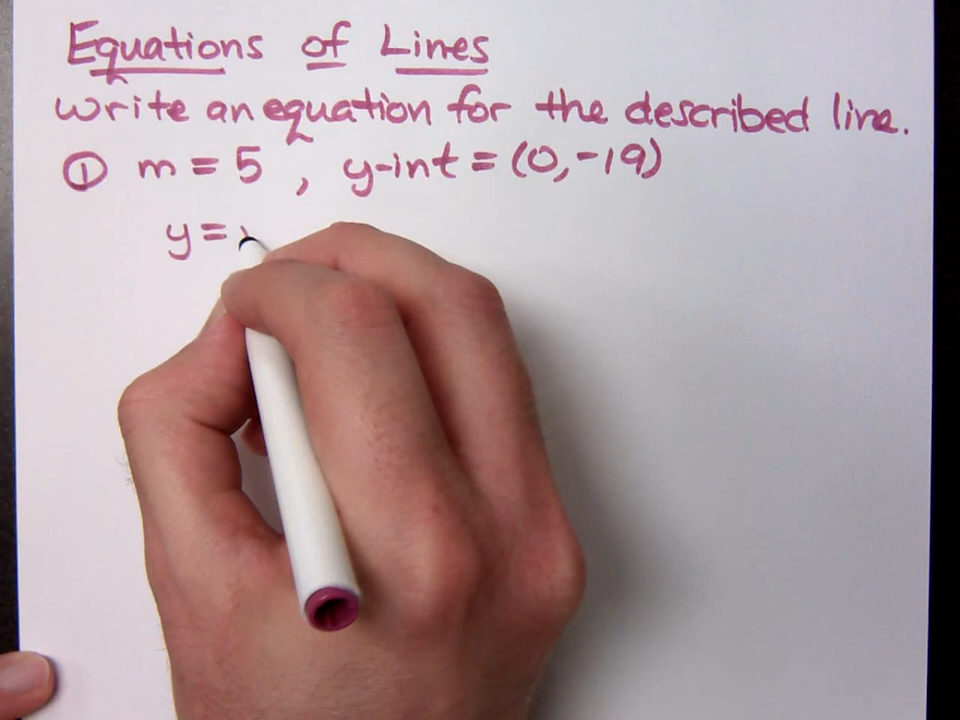 Equations of Lines
Write an equation for the described line.
① m = 5 , y-int = (0, -19)
y =